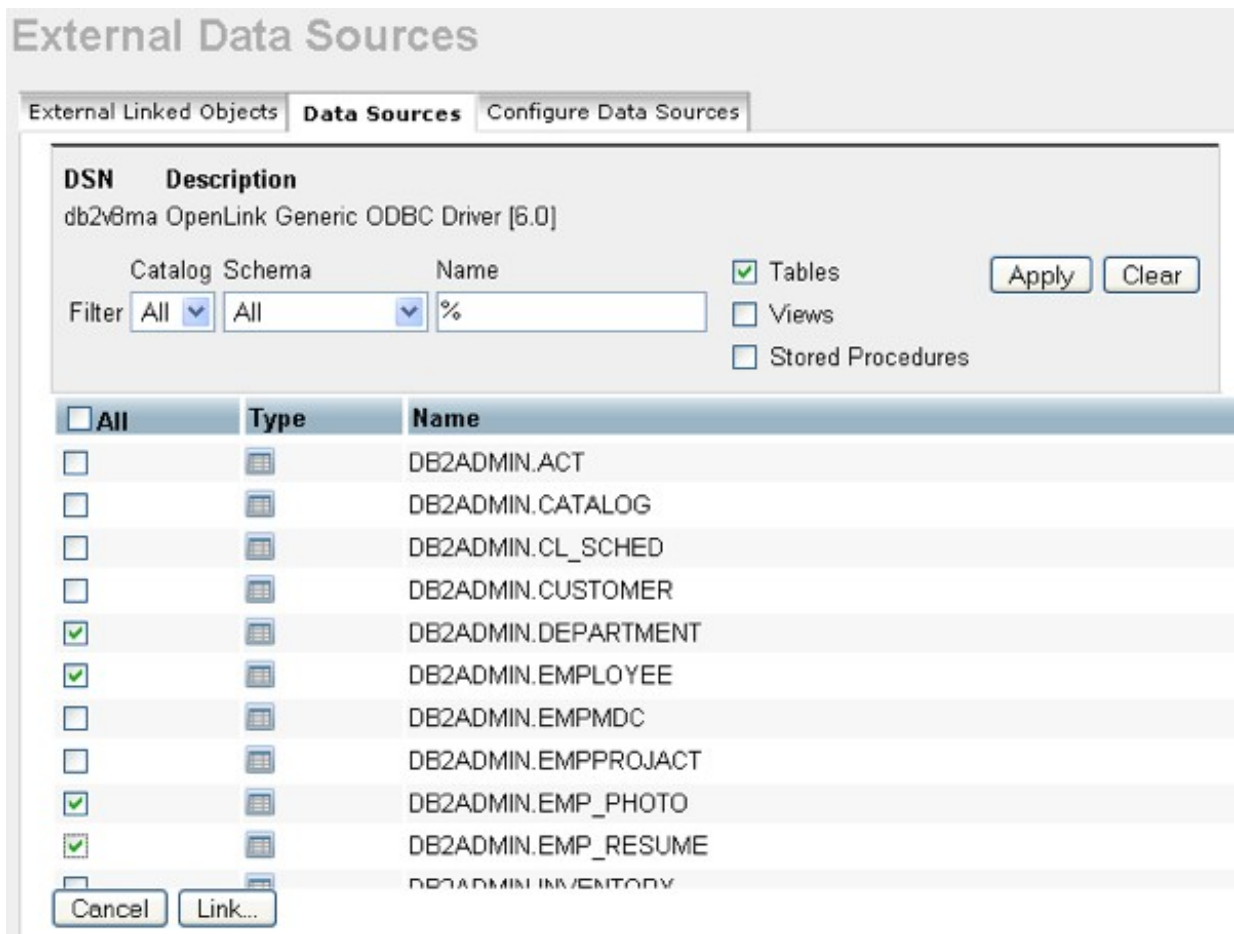 External Data Sources
External Linked Objects Data Sources Configure Data Sources
DSN Description
db2v8ma OpenLink Generic ODBC Driver [6.0]
Catalog Schema Name
Filter All All %
Tables
Views
Stored Procedures
Apply Clear
All Type Name
DB2ADMIN.ACT
DB2ADMIN.CATALOG
DB2ADMIN.CL_SCHED
DB2ADMIN.CUSTOMER
DB2ADMIN.DEPARTMENT
DB2ADMIN.EMPLOYEE
DB2ADMIN.EMPMDC
DB2ADMIN.EMPPROJACT
DB2ADMIN.EMP_PHOTO
DB2ADMIN.EMP_RESUME
DB2ADMIN.INVENTORY
Cancel Link...